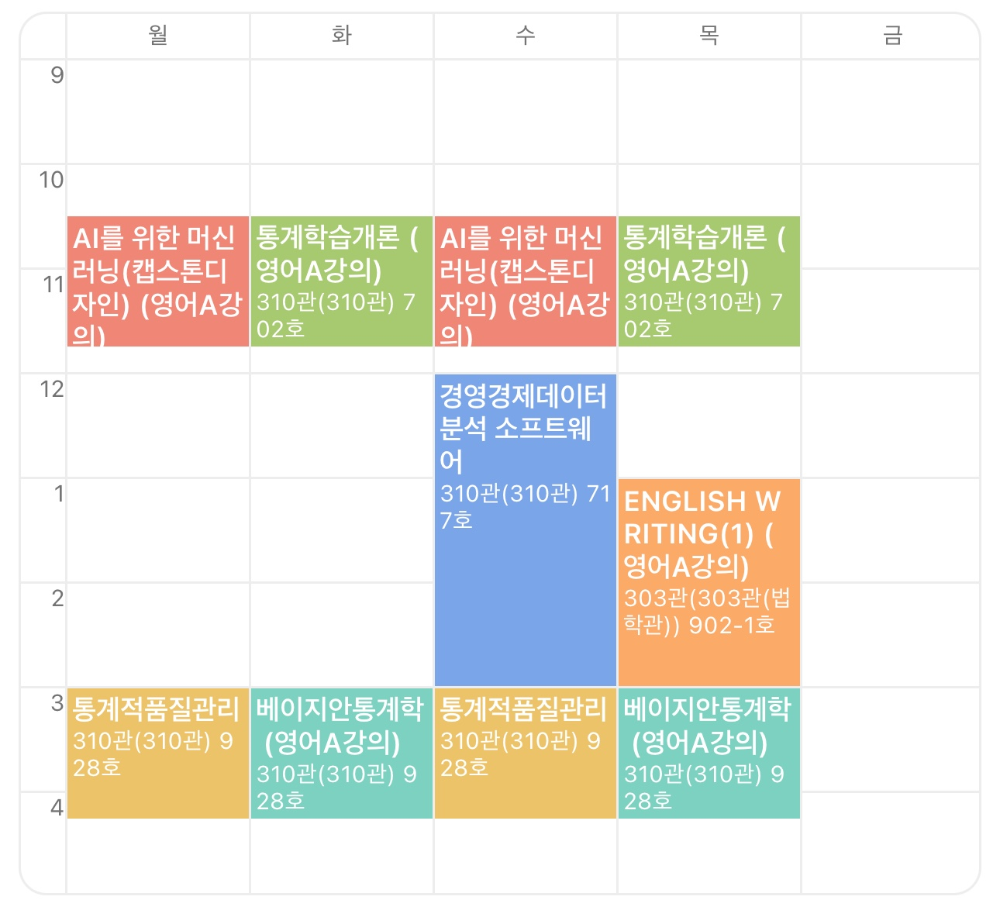 월 화 수 목 금
9
10
AI를 위한 머신
러닝(캡스톤디
자인) (영어A강
의)
통계학습개론 (
영어A강의)
310관(310관) 7
02호
AI를 위한 머신
러닝(캡스톤디
자인) (영어A강
의)
통계학습개론 (
영어A강의)
310관(310관) 7
02호
11
12
경영경제데이터
분석 소프트웨
어
310관(310관) 71
7호
1
ENGLISH W
RITING(1) (
영어A강의)
303관(303관(법
학관)) 902-1호
2
3
통계적품질관리
310관(310관) 9
28호
베이지안통계학
(영어A강의)
310관(310관) 9
28호
통계적품질관리
310관(310관) 9
28호
베이지안통계학
(영어A강의)
310관(310관) 9
28호
4